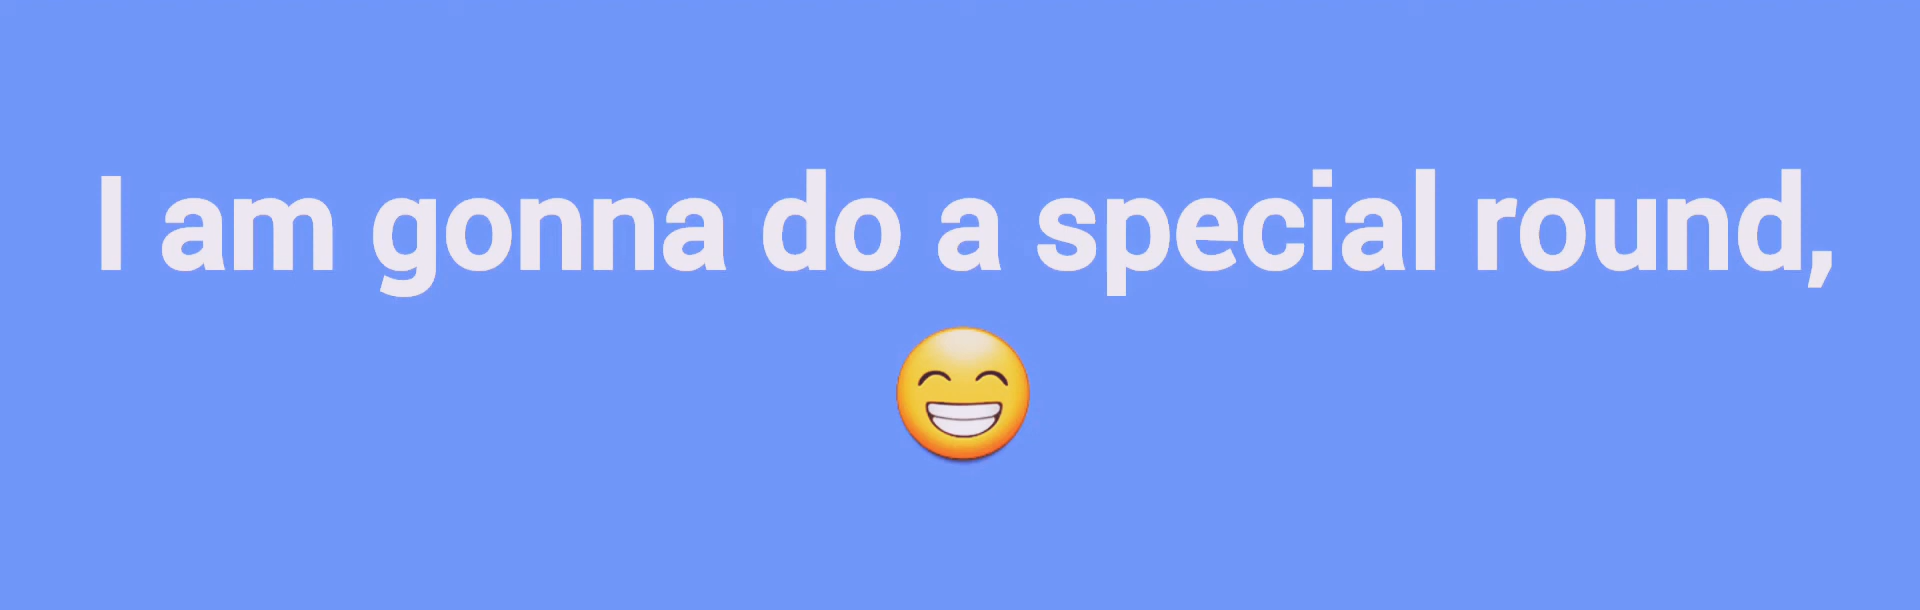 I am gonna do a special round,
😁